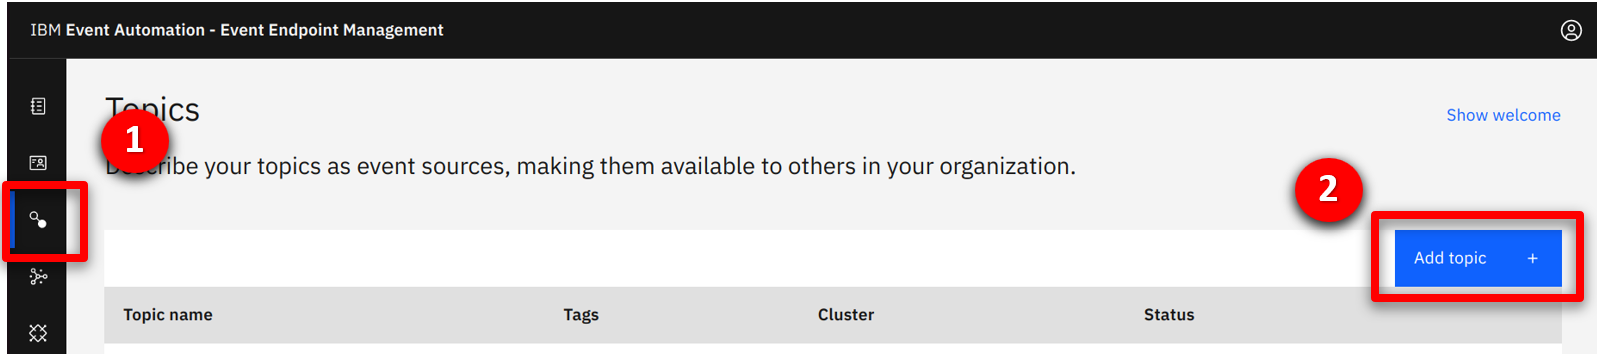 IBM Event Automation - Event Endpoint Management
Topics
Show welcome
1
Describe your topics as event sources, making them available to others in your organization.
2
Add topic +
Topic name Tags Cluster Status